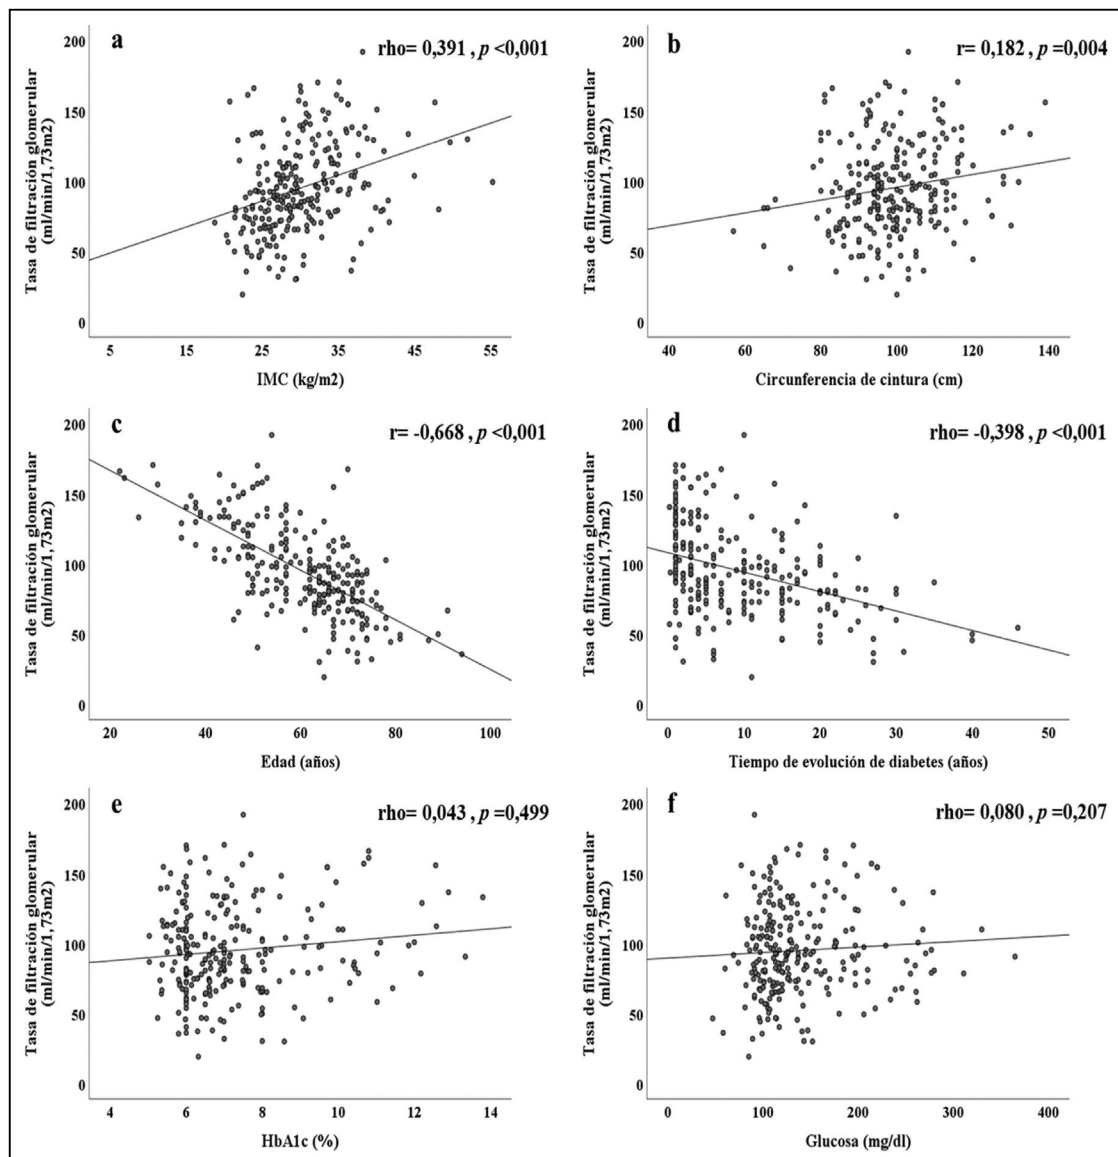 a
rho= 0,391 , p <0,001
200
150
100
50
0
Tasa de filtración glomerular
(ml/min/1,73m2)
5 15 25 35 45 55
IMC (kg/m2)
b
r= 0,182 , p =0,004
200
150
100
50
0
Tasa de filtración glomerular
(ml/min/1,73m2)
40 60 80 100 120 140
Circunferencia de cintura (cm)
c
r= -0,668 , p <0,001
200
150
100
50
0
Tasa de filtración glomerular
(ml/min/1,73m2)
20 40 60 80 100
Edad (años)
d
rho= -0,398 , p <0,001
200
150
100
50
0
Tasa de filtración glomerular
(ml/min/1,73m2)
0 10 20 30 40 50
Tiempo de evolución de diabetes (años)
e
rho= 0,043 , p =0,499
200
150
100
50
0
Tasa de filtración glomerular
(ml/min/1,73m2)
4 6 8 10 12 14
HbA1c (%)
f
rho= 0,080 , p =0,207
200
150
100
50
0
Tasa de filtración glomerular
(ml/min/1,73m2)
0 100 200 300 400
Glucosa (mg/dl)